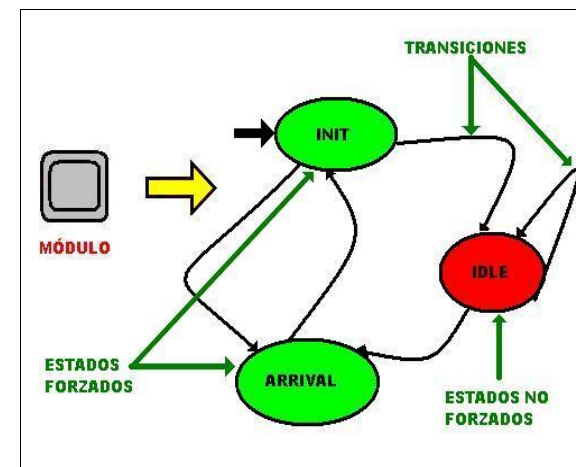 TRANSICIONES
INIT
MÓDULO
IDLE
ESTADOS
FORZADOS
ARRIVAL
ESTADOS NO
FORZADOS